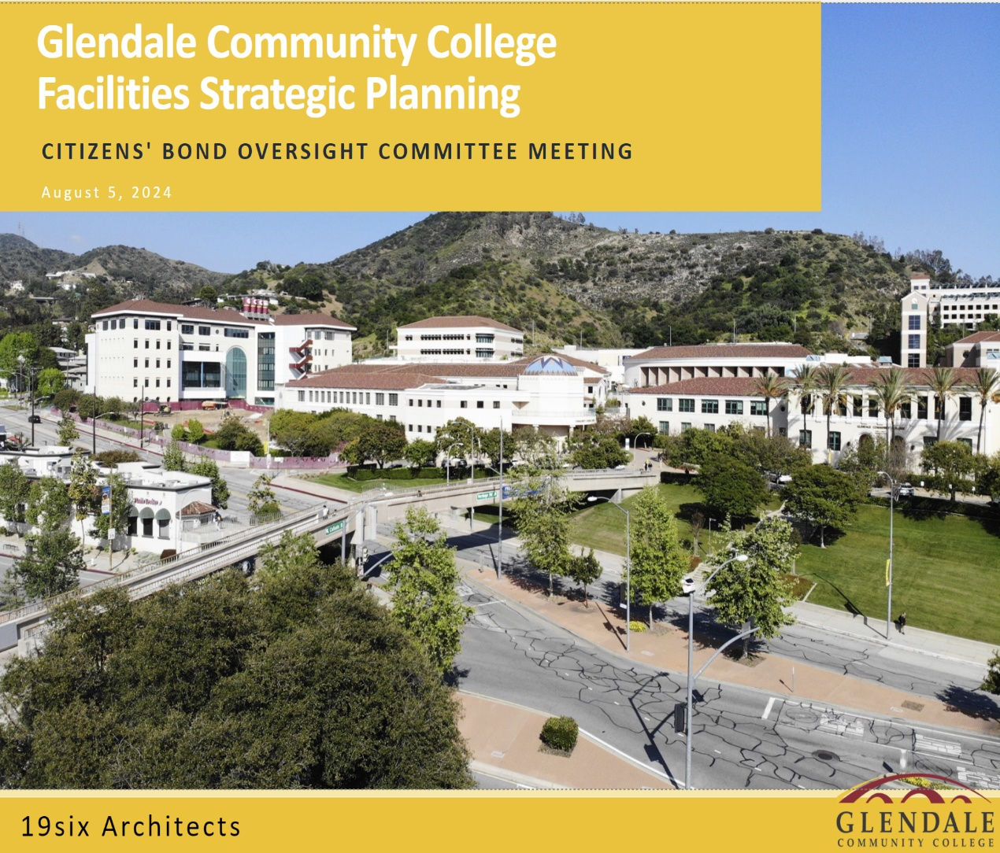 Glendale Community College
Facilities Strategic Planning
CITIZENS' BOND OVERSIGHT COMMITTEE MEETING
August 5, 2024
19six Architects
GLENDALE
COMMUNITY COLLEGE